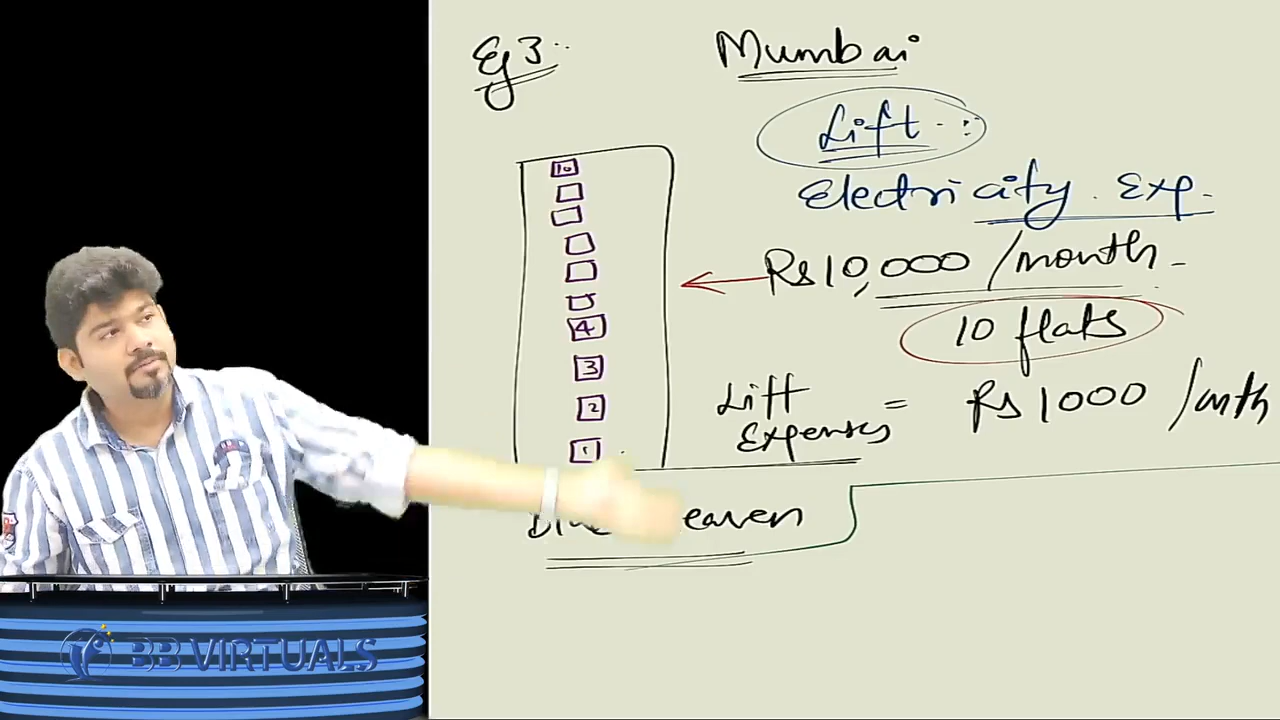 Eg 3..
Mumbai
Lift
Electricity Exp.
Rs 10,000 /month
10 flats
Lift
Expenses = Rs 1000 /mth
10
4
3
2
1
eaven
BB VIRTUALS